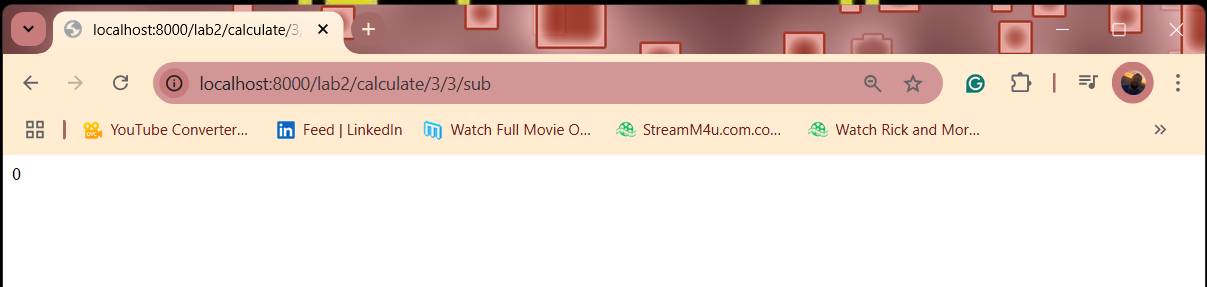 localhost:8000/lab2/calculate/3
localhost:8000/lab2/calculate/3/3/sub
YouTube Converter... Feed | LinkedIn Watch Full Movie O... StreamM4u.com.co... Watch Rick and Mor...
0